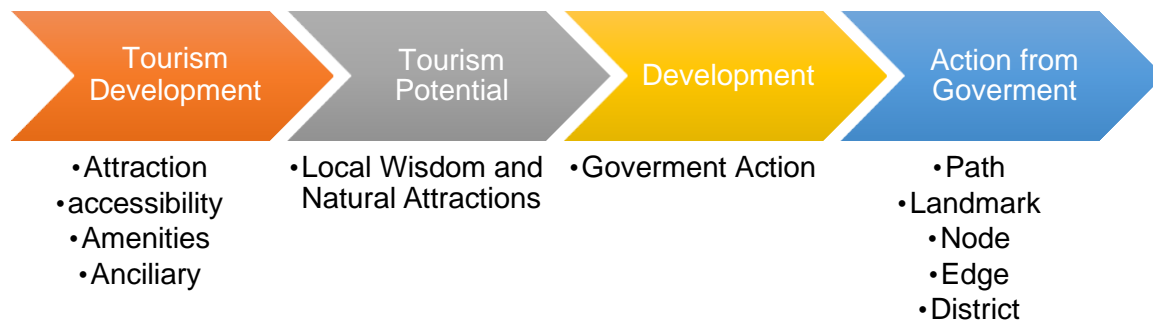 Tourism
Development
•Attraction
•accessibility
•Amenities
•Anciliary
Tourism
Potential
•Local Wisdom and
Natural Attractions
Development
•Goverment Action
Action from
Goverment
•Path
•Landmark
•Node
•Edge
•District